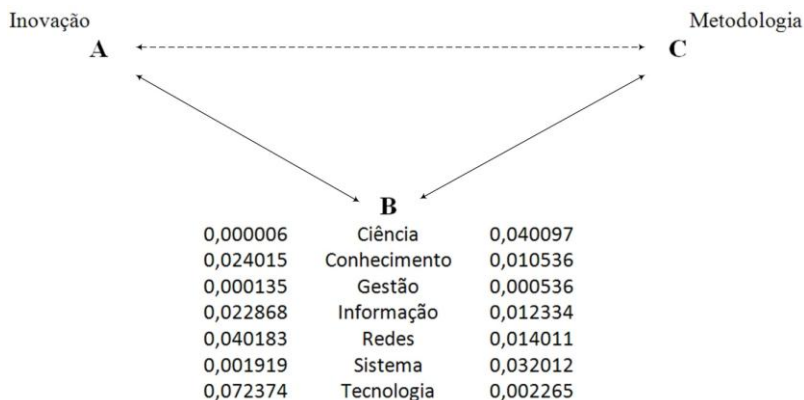 Inovação Metodologia
A C
B
0,000006 Ciência 0,040097
0,024015 Conhecimento 0,010536
0,000135 Gestão 0,000536
0,022868 Informação 0,012334
0,040183 Redes 0,014011
0,001919 Sistema 0,032012
0,072374 Tecnologia 0,002265